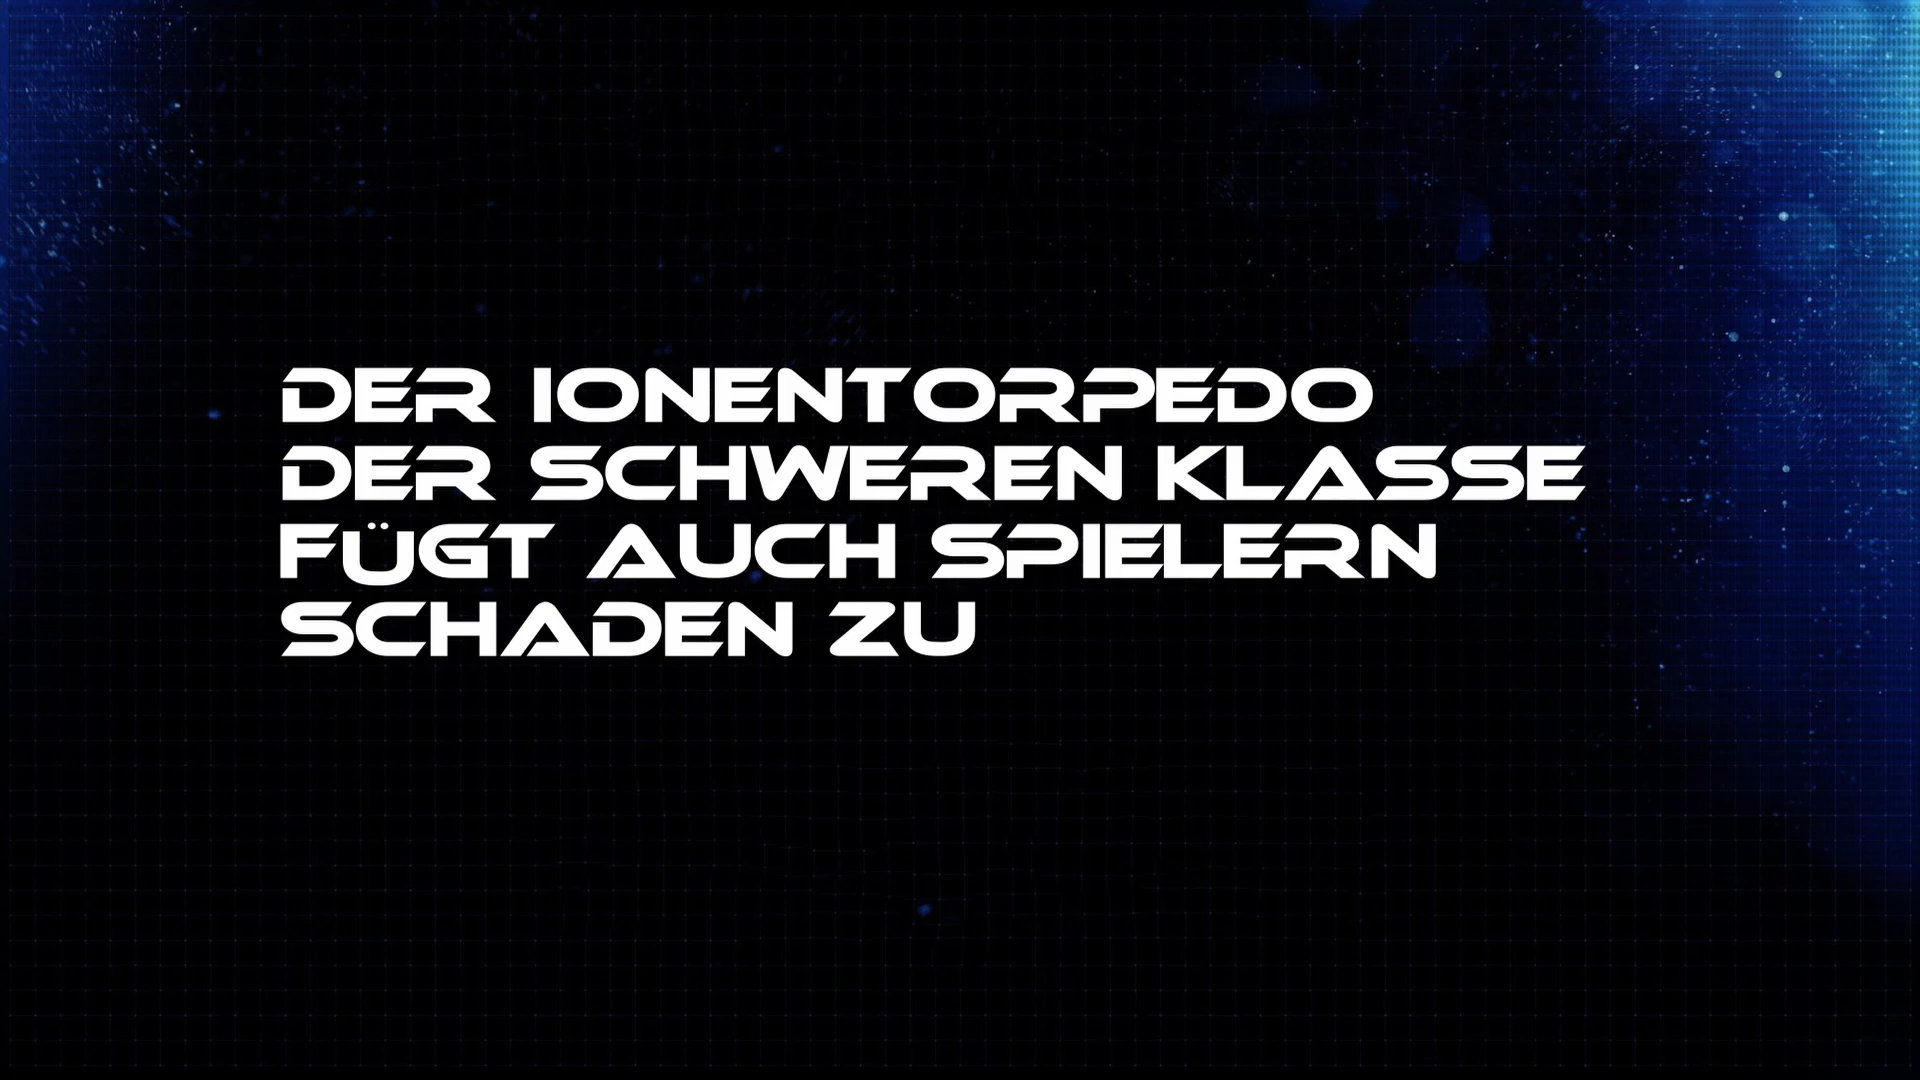 DER IONENTORPEDO
DER SCHWEREN KLASSE
FÜGT AUCH SPIELERN
SCHADEN ZU